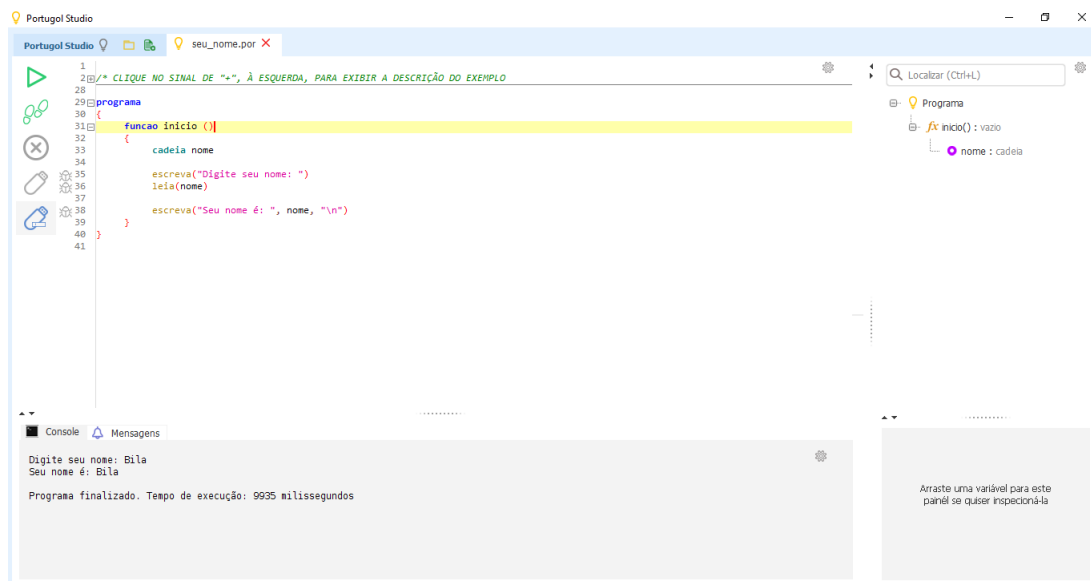 Portugol Studio
Portugol Studio seu_nome.por
1
2 /* CLIQUE NO SINAL DE "+", À ESQUERDA, PARA EXIBIR A DESCRIÇÃO DO EXEMPLO
28
29 programa
30 {
31 funcao inicio ()
32 {
33 cadeia nome
34
35 escreva("Digite seu nome: ")
36 leia(nome)
37
38 escreva("Seu nome é: ", nome, "\n")
39 }
40 }
41
Localizar (Ctrl+L)
Programa
fx inicio() : vazio
nome : cadeia
Console Mensagens
Digite seu nome: Bila
Seu nome é: Bila
Programa finalizado. Tempo de execução: 9935 milissegundos
Arraste uma variável para este
painél se quiser inspecioná-la